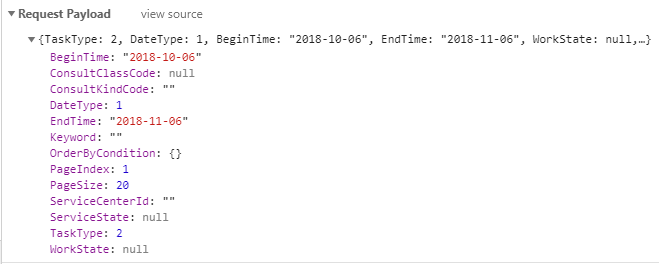 ▼ Request Payload view source
▼ {TaskType: 2, DateType: 1, BeginTime: "2018-10-06", EndTime: "2018-11-06", WorkState: null,…}
BeginTime: "2018-10-06"
ConsultClassCode: null
ConsultKindCode: ""
DateType: 1
EndTime: "2018-11-06"
Keyword: ""
OrderByCondition: {}
PageIndex: 1
PageSize: 20
ServiceCenterId: ""
ServiceState: null
TaskType: 2
WorkState: null